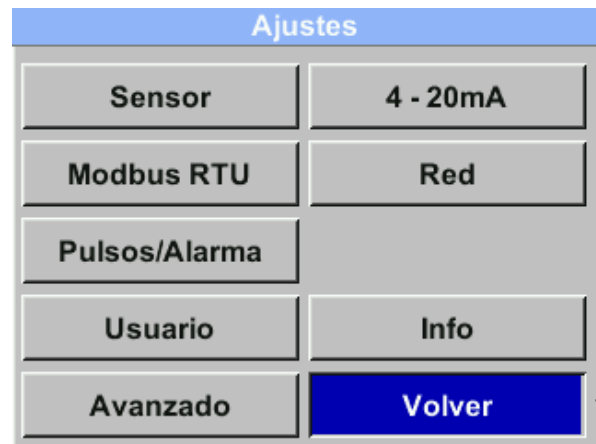 Ajustes
Sensor
4 - 20mA
Modbus RTU
Red
Pulsos/Alarma
Usuario
Info
Avanzado
Volver